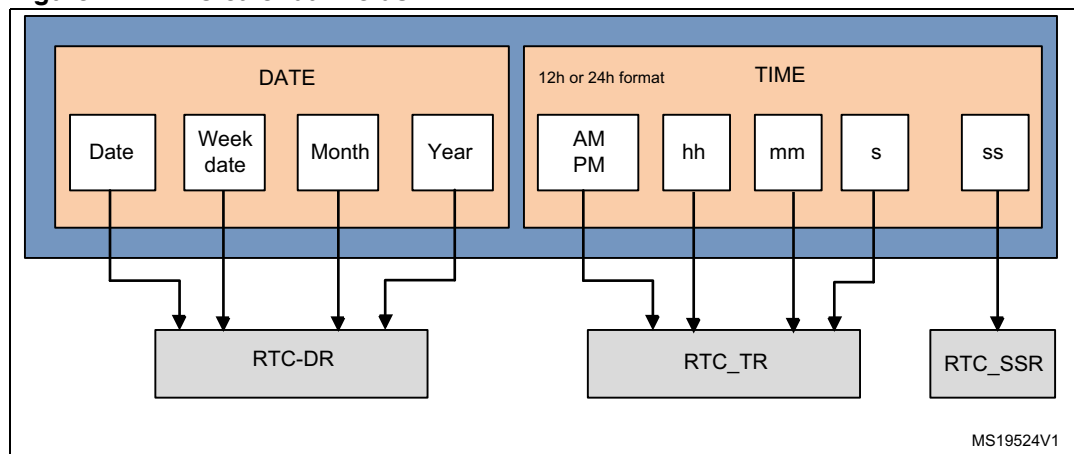 DATE
12h or 24h format
TIME
Date
Week
date
Month
Year
AM
PM
hh
mm
s
ss
RTC-DR
RTC_TR
RTC_SSR
MS19524V1